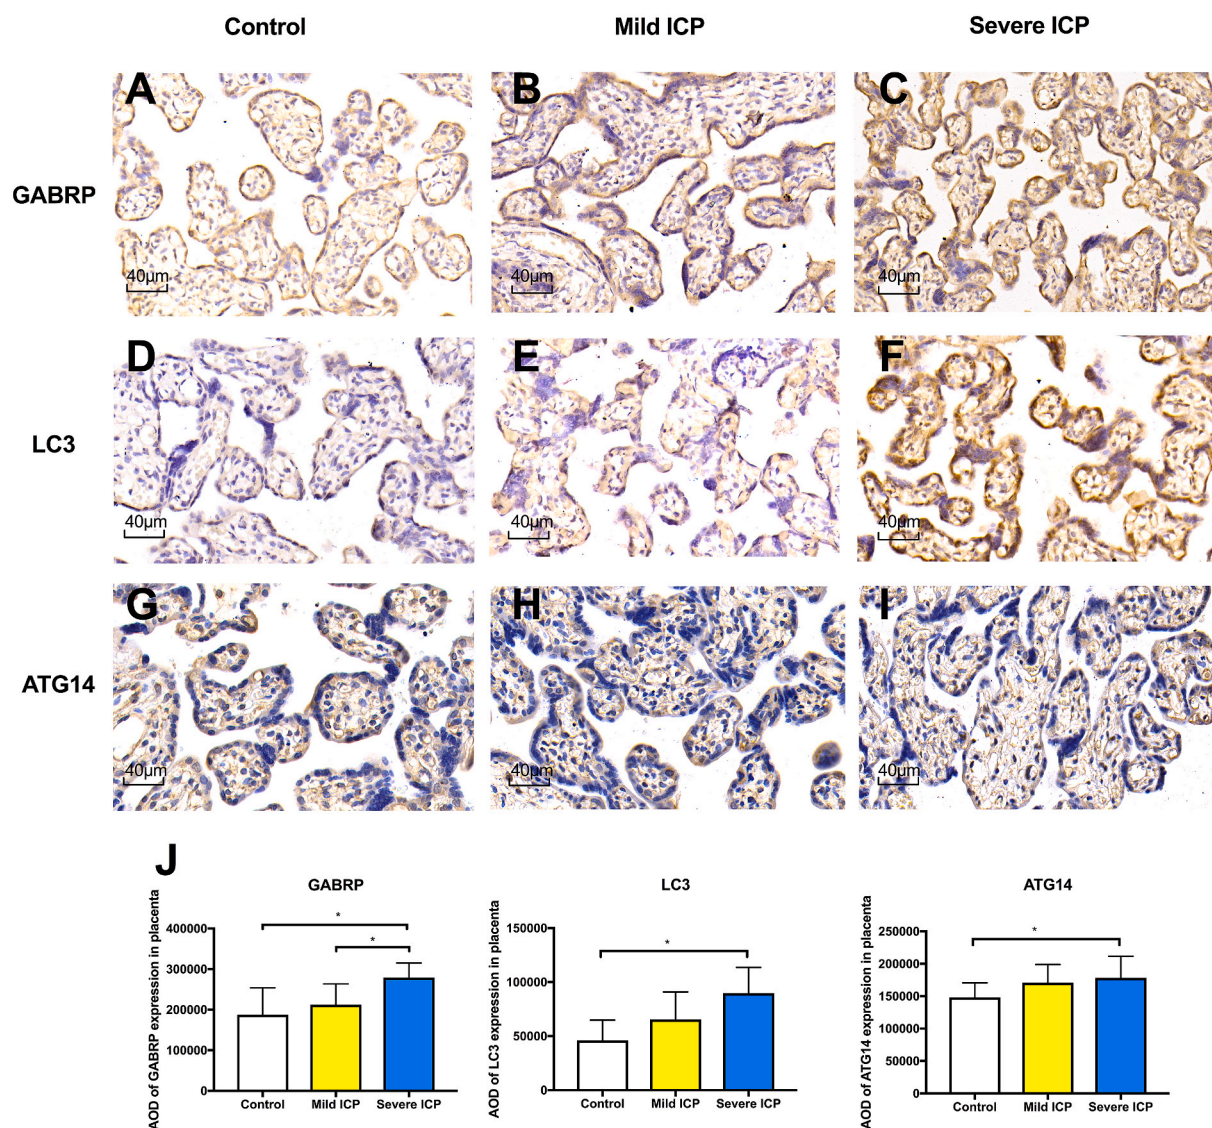 Control Mild ICP Severe ICP
A B C
GABRP
40μm 40μm 40μm
D E F
LC3
40μm 40μm 40μm
G H I
ATG14
40μm 40μm 40μm
J
GABRP LC3 ATG14
AOD of GABRP expression in placenta
400000
300000
200000
100000
0
* *
Control Mild ICP Severe ICP
AOD of LC3 expression in placenta
150000
100000
50000
0
*
Control Mild ICP Severe ICP
AOD of ATG14 expression in placenta
250000
200000
150000
100000
50000
0
*
Control Mild ICP Severe ICP